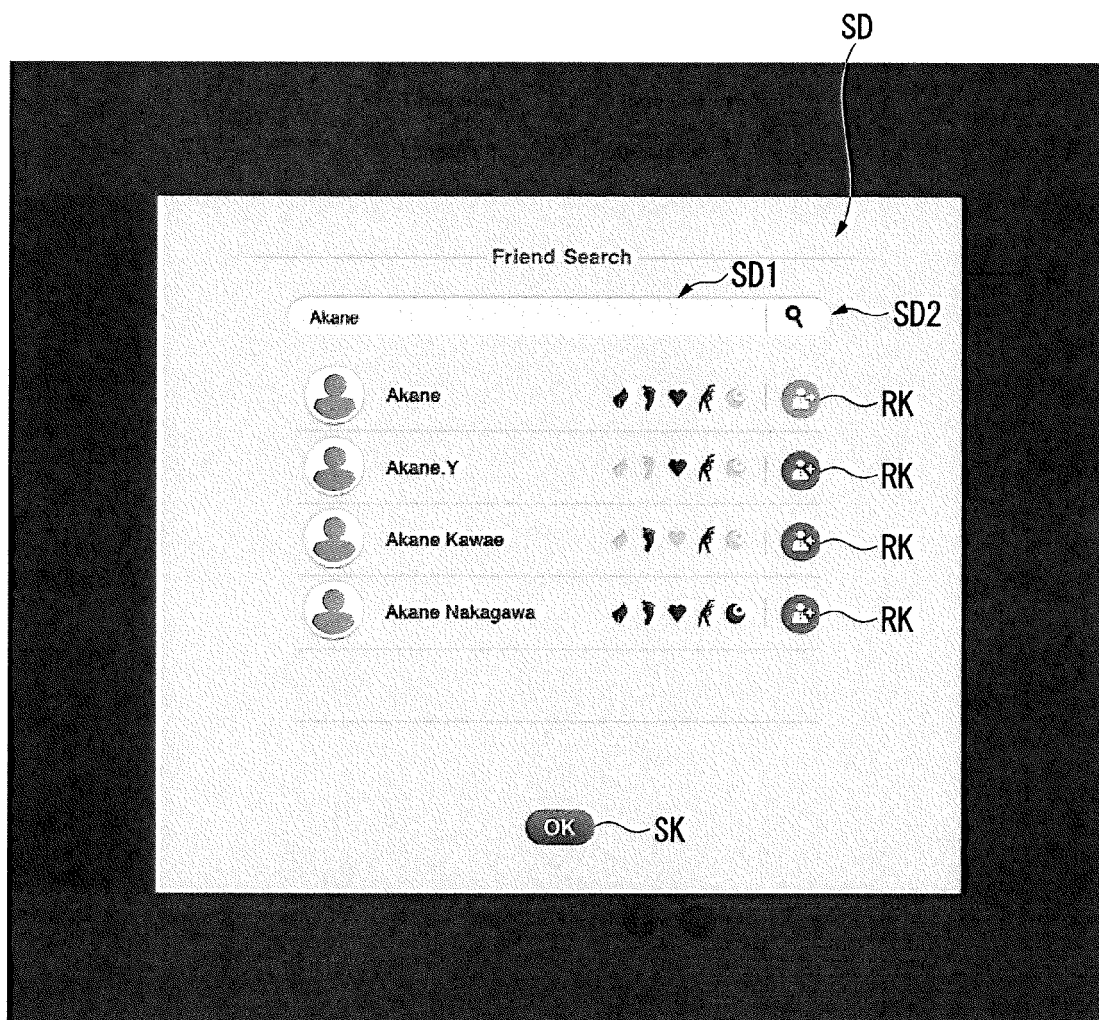 SD
Friend Search
SD1
Akane
SD2
Akane
RK
Akane.Y
RK
Akane Kawae
RK
Akane Nakagawa
RK
OK
SK